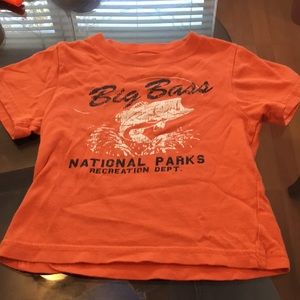 Big Bass
NATIONAL PARKS
RECREATION DEPT.